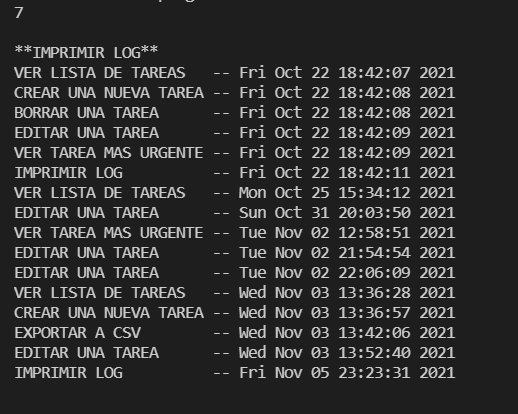 7
**IMPRIMIR LOG**
VER LISTA DE TAREAS -- Fri Oct 22 18:42:07 2021
CREAR UNA NUEVA TAREA -- Fri Oct 22 18:42:08 2021
BORRAR UNA TAREA -- Fri Oct 22 18:42:08 2021
EDITAR UNA TAREA -- Fri Oct 22 18:42:09 2021
VER TAREA MAS URGENTE -- Fri Oct 22 18:42:09 2021
IMPRIMIR LOG -- Fri Oct 22 18:42:11 2021
VER LISTA DE TAREAS -- Mon Oct 25 15:34:12 2021
EDITAR UNA TAREA -- Sun Oct 31 20:03:50 2021
VER TAREA MAS URGENTE -- Tue Nov 02 12:58:51 2021
EDITAR UNA TAREA -- Tue Nov 02 21:54:54 2021
EDITAR UNA TAREA -- Tue Nov 02 22:06:09 2021
VER LISTA DE TAREAS -- Wed Nov 03 13:36:28 2021
CREAR UNA NUEVA TAREA -- Wed Nov 03 13:36:57 2021
EXPORTAR A CSV -- Wed Nov 03 13:42:06 2021
EDITAR UNA TAREA -- Wed Nov 03 13:52:40 2021
IMPRIMIR LOG -- Fri Nov 05 23:23:31 2021